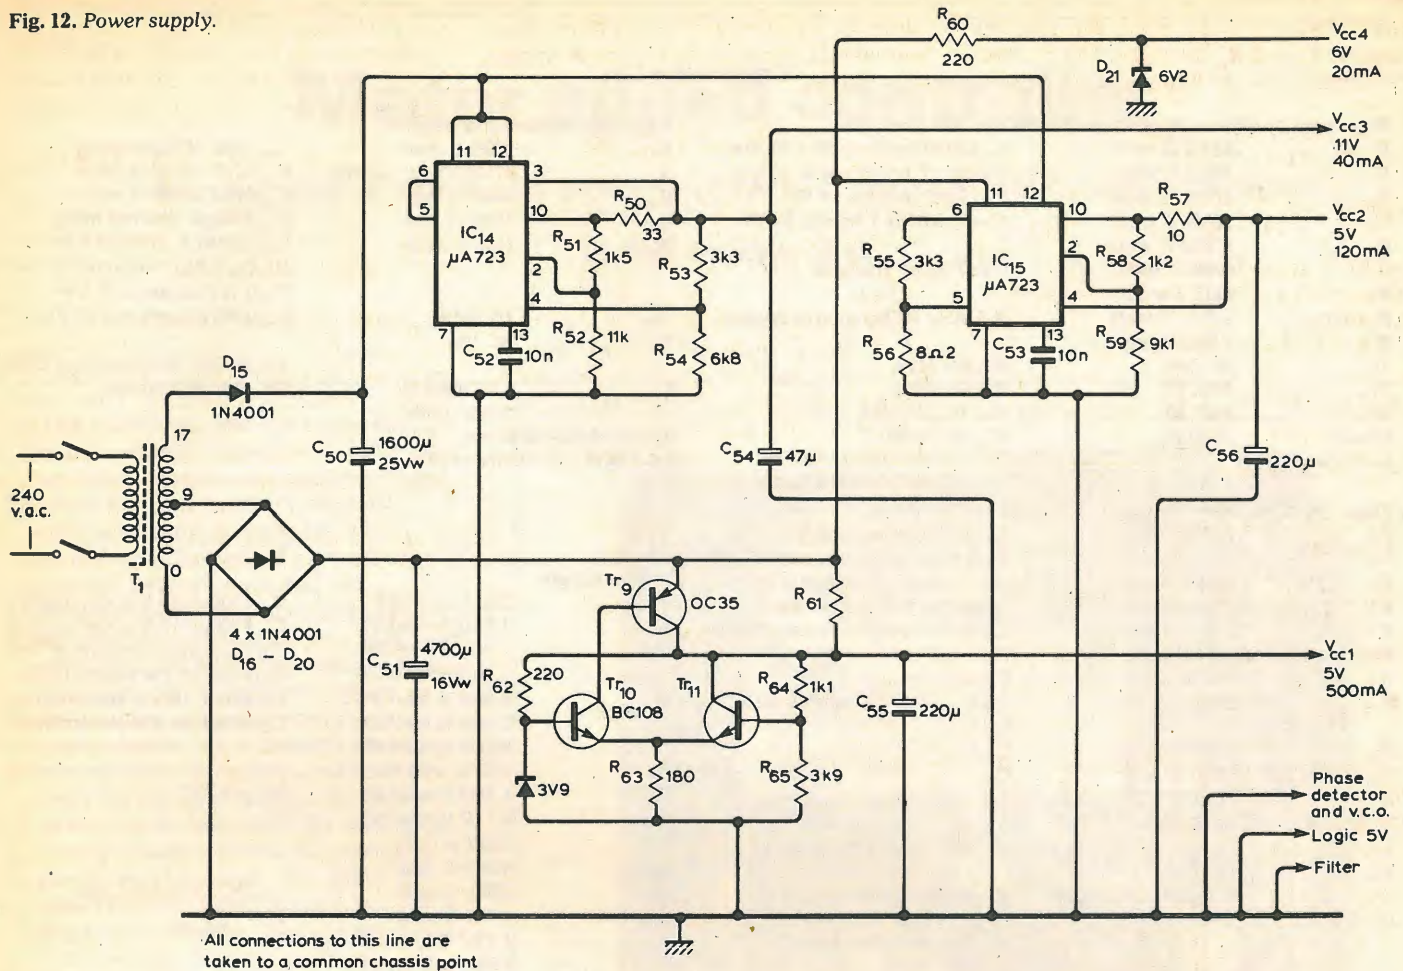 Fig. 12. Power supply.
R60
220
Vcc4
6V
20mA
D21
6V2
Vcc3
11V
40mA
11 12
6
5
3
10
2
4
7
13
IC14
µA723
R50
33
R51
1k5
R53
3k3
R52
11k
R54
6k8
C52
10n
11 12
6
5
10
2
4
7
13
IC15
µA723
R55
3k3
R56
8Ω2
R57
10
R58
1k2
R59
9k1
C53
10n
Vcc2
5V
120mA
D15
1N4001
17
9
0
240
v.a.c.
T1
C50
1600µ
25Vw
C54
47µ
C56
220µ
4 x 1N4001
D16 – D20
C51
4700µ
16Vw
Tr9
OC35
R61
R62
220
Tr10
BC108
Tr11
R64
1k1
C55
220µ
Vcc1
5V
500mA
3V9
R63
180
R65
3k9
Phase
detector
and v.c.o.
Logic 5V
Filter
All connections to this line are
taken to a common chassis point